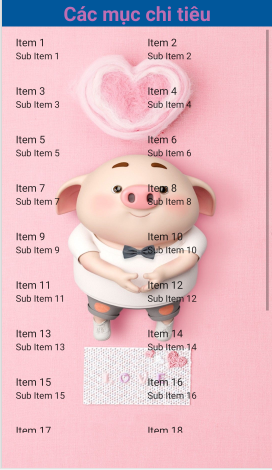 Các mục chi tiêu
Item 1
Sub Item 1
Item 2
Sub Item 2
Item 3
Sub Item 3
Item 4
Sub Item 4
Item 5
Sub Item 5
Item 6
Sub Item 6
Item 7
Sub Item 7
Item 8
Sub Item 8
Item 9
Sub Item 9
Item 10
Sub Item 10
Item 11
Sub Item 11
Item 12
Sub Item 12
Item 13
Sub Item 13
Item 14
Sub Item 14
Item 15
Sub Item 15
Item 16
Sub Item 16
LOVE
Item 17
Item 18